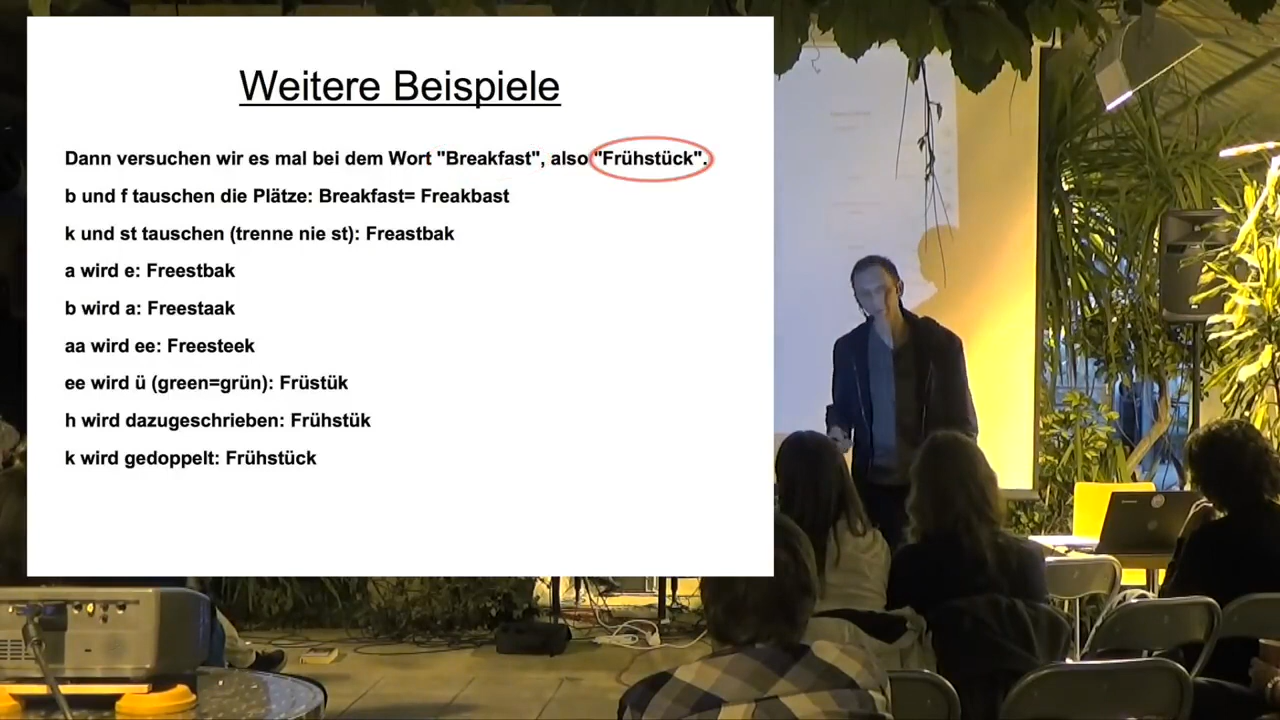 Weitere Beispiele
Dann versuchen wir es mal bei dem Wort "Breakfast", also "Frühstück".
b und f tauschen die Plätze: Breakfast= Freakbast
k und st tauschen (trenne nie st): Freastbak
a wird e: Freestbak
b wird a: Freestaak
aa wird ee: Freesteek
ee wird ü (green=grün): Früstük
h wird dazugeschrieben: Frühstük
k wird gedoppelt: Frühstück